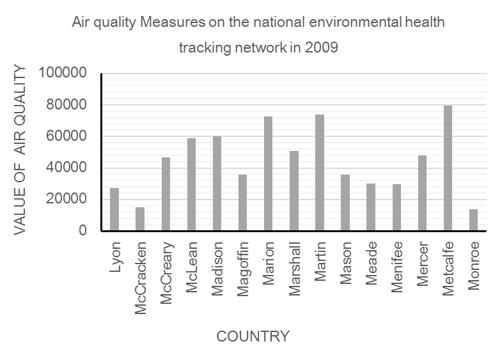 Air quality Measures on the national environmental health
tracking network in 2009
VALUE OF AIR QUALITY
100000
80000
60000
40000
20000
0
Lyon
McCracken
McCreary
McLean
Madison
Magoffin
Marion
Marshall
Martin
Mason
Meade
Menifee
Mercer
Metcalfe
Monroe
COUNTRY